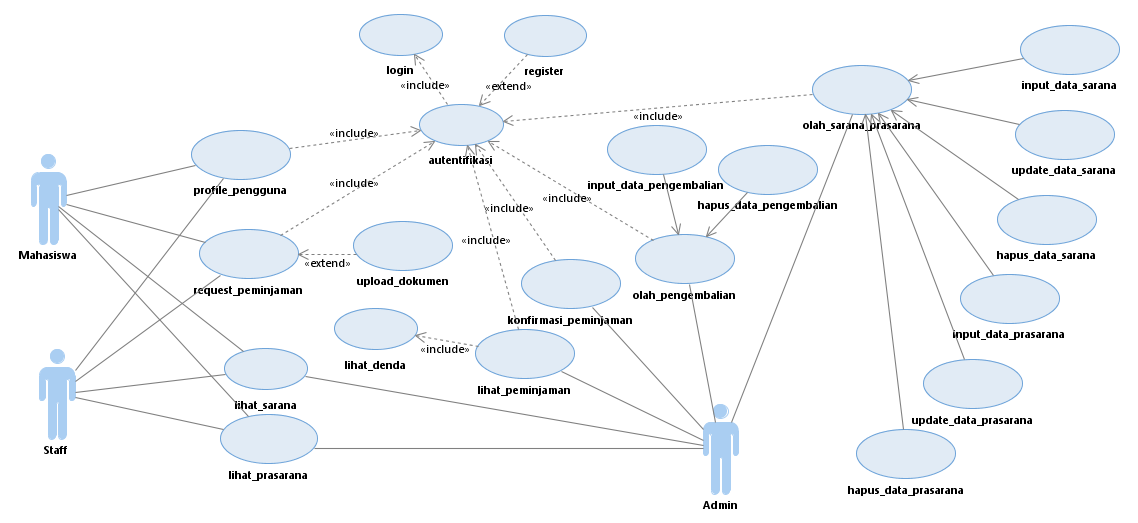 login
register
«include»
«extend»
input_data_sarana
olah_sarana_prasarana
«include»
«include»
autentifikasi
update_data_sarana
profile_pengguna
«include»
input_data_pengembalian
«include»
«include»
hapus_data_pengembalian
Mahasiswa
«include»
hapus_data_sarana
«extend»
request_peminjaman
upload_dokumen
olah_pengembalian
konfirmasi_peminjaman
input_data_prasarana
«include»
lihat_denda
lihat_peminjaman
lihat_sarana
update_data_prasarana
Staff
lihat_prasarana
hapus_data_prasarana
Admin